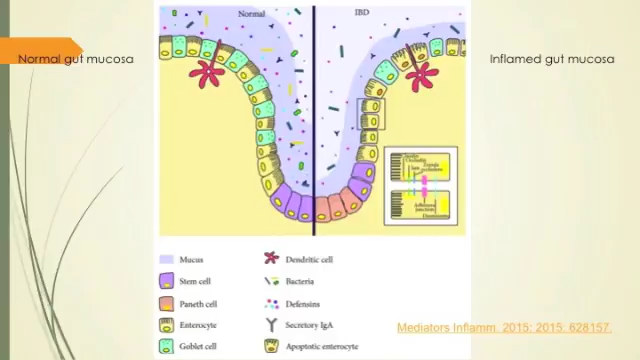 Normal
IBD
Normal gut mucosa
Inflamed gut mucosa
Mucus
Stem cell
Paneth cell
Enterocyte
Goblet cell
Dendritic cell
Bacteria
Defensins
Secretory IgA
Apoptotic enterocyte
Mediators Inflamm. 2015; 2015: 628157.